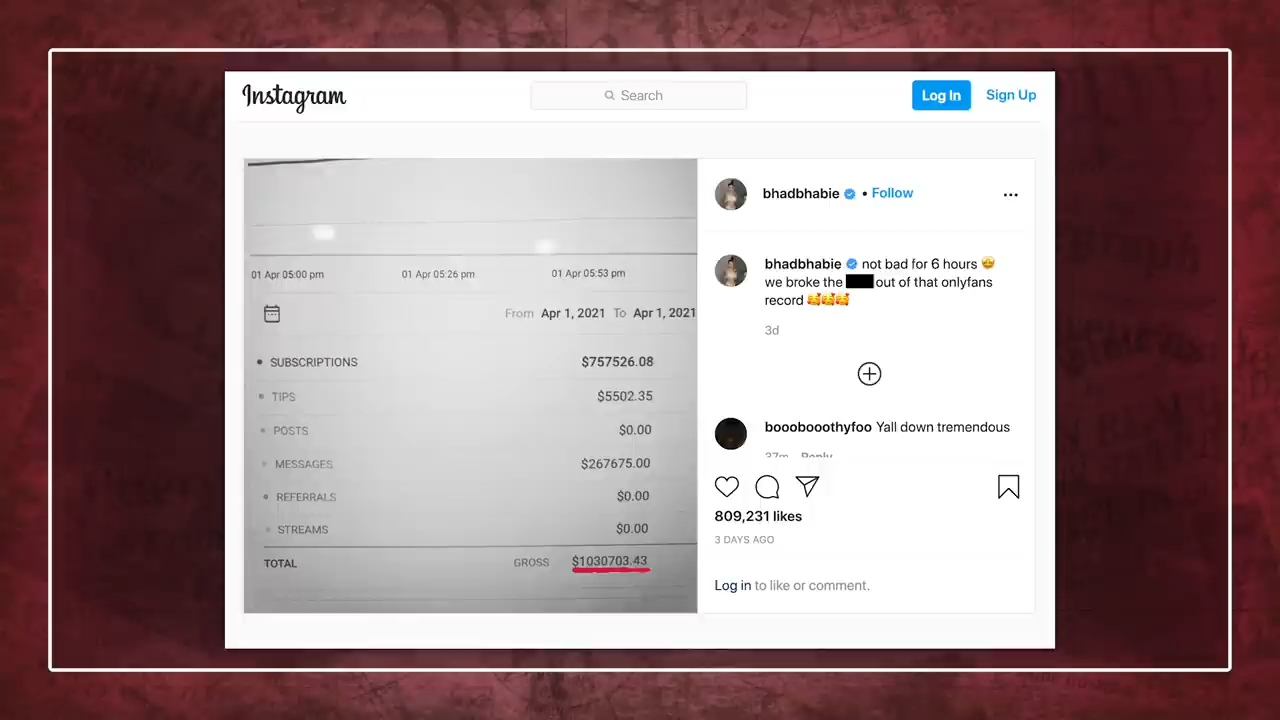 Instagram
Search
Log In
Sign Up
01 Apr 05:00 pm 01 Apr 05:26 pm 01 Apr 05:53 pm
From Apr 1, 2021 To Apr 1, 2021
SUBSCRIPTIONS $757526.08
TIPS $5502.35
POSTS $0.00
MESSAGES $267675.00
REFERRALS $0.00
STREAMS $0.00
TOTAL GROSS $1030703.43
bhadbhabie • Follow
bhadbhabie not bad for 6 hours 🤩
we broke the out of that onlyfans
record 🥰🥰🥰
3d
booobooothyfoo Yall down tremendous
37m Reply
809,231 likes
3 DAYS AGO
Log in to like or comment.